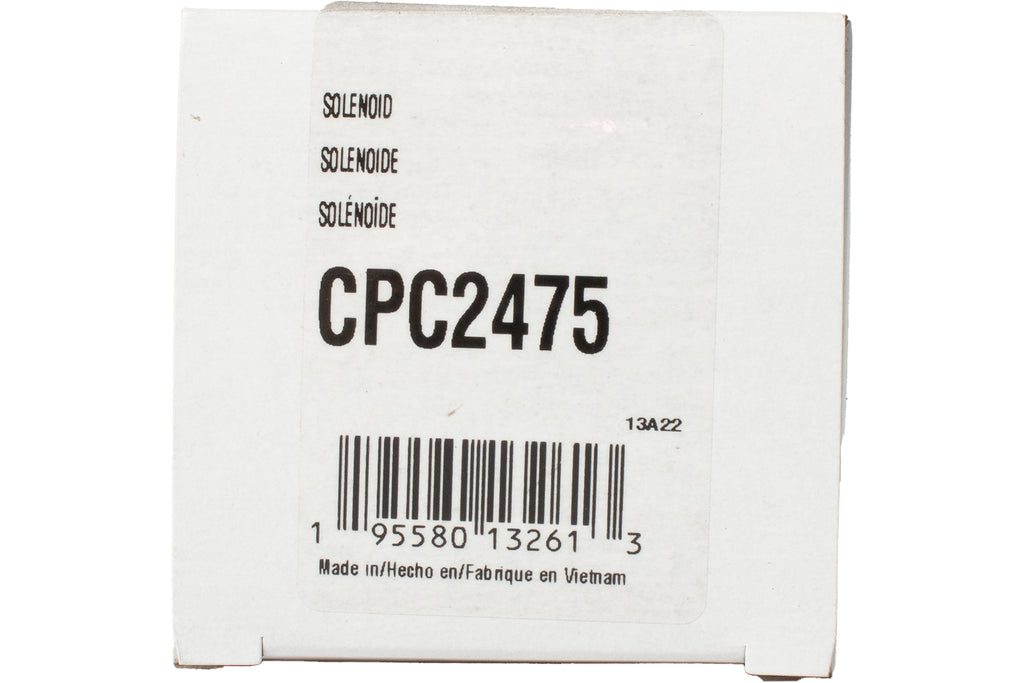 SOLENOID
SOLENOIDE
SOLÉNOÏDE
CPC2475
13A22
1 95580 13261 3
Made in/Hecho en/Fabrique en Vietnam